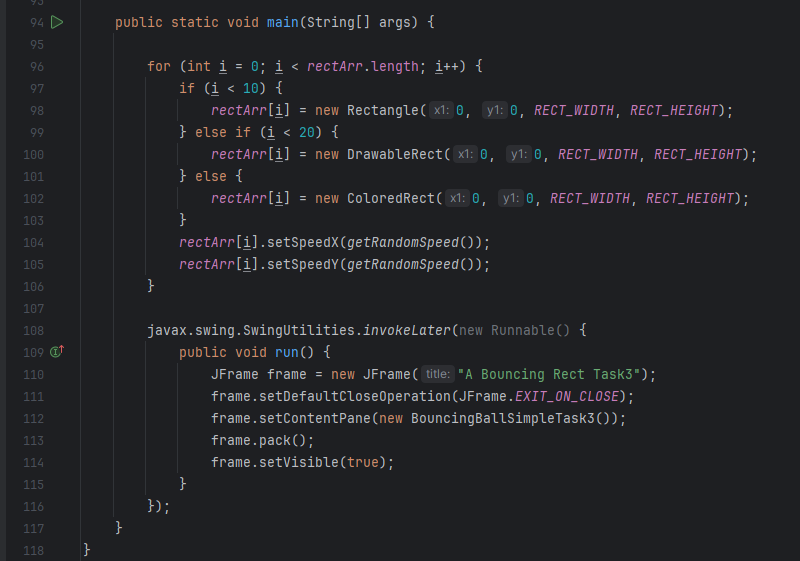 93
94 public static void main(String[] args) {
95
96 for (int i = 0; i < rectArr.length; i++) {
97 if (i < 10) {
98 rectArr[i] = new Rectangle( x1: 0, y1: 0, RECT_WIDTH, RECT_HEIGHT);
99 } else if (i < 20) {
100 rectArr[i] = new DrawableRect( x1: 0, y1: 0, RECT_WIDTH, RECT_HEIGHT);
101 } else {
102 rectArr[i] = new ColoredRect( x1: 0, y1: 0, RECT_WIDTH, RECT_HEIGHT);
103 }
104 rectArr[i].setSpeedX(getRandomSpeed());
105 rectArr[i].setSpeedY(getRandomSpeed());
106 }
107
108 javax.swing.SwingUtilities.invokeLater(new Runnable() {
109 public void run() {
110 JFrame frame = new JFrame( title: "A Bouncing Rect Task3");
111 frame.setDefaultCloseOperation(JFrame.EXIT_ON_CLOSE);
112 frame.setContentPane(new BouncingBallSimpleTask3());
113 frame.pack();
114 frame.setVisible(true);
115 }
116 });
117 }
118 }